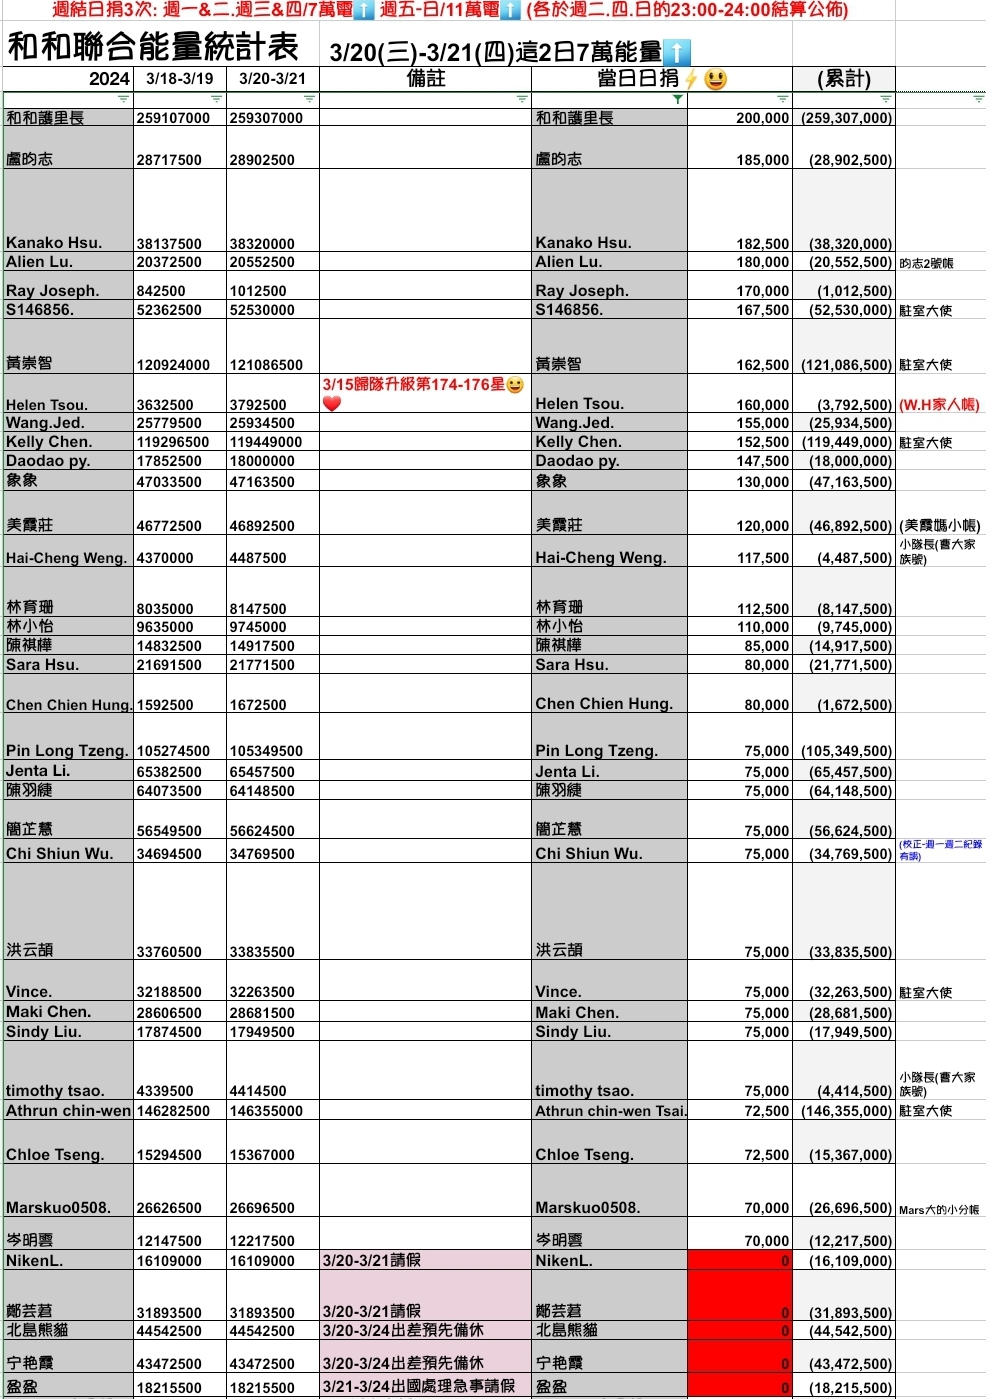 週結日捐3次: 週一&二.週三&四/7萬電⬆️ 週五-日/11萬電⬆️ (各於週二.四.日的23:00-24:00結算公佈)
和和聯合能量統計表 3/20(三)-3/21(四)這2日7萬能量⬆️
2024 3/18-3/19 3/20-3/21 備註 當日日捐⚡😃 (累計)
和和護里長 259107000 259307000 和和護里長 200,000 (259,307,000)
盧昀志 28717500 28902500 盧昀志 185,000 (28,902,500)
Kanako Hsu. 38137500 38320000 Kanako Hsu. 182,500 (38,320,000)
Alien Lu. 20372500 20552500 Alien Lu. 180,000 (20,552,500) 昀志2號帳
Ray Joseph. 842500 1012500 Ray Joseph. 170,000 (1,012,500)
S146856. 52362500 52530000 S146856. 167,500 (52,530,000) 駐室大使
黃崇智 120924000 121086500 黃崇智 162,500 (121,086,500) 駐室大使
3/15歸隊升級第174-176星😃
Helen Tsou. 3632500 3792500 ❤️ Helen Tsou. 160,000 (3,792,500) (W.H家人帳)
Wang.Jed. 25779500 25934500 Wang.Jed. 155,000 (25,934,500)
Kelly Chen. 119296500 119449000 Kelly Chen. 152,500 (119,449,000) 駐室大使
Daodao py. 17852500 18000000 Daodao py. 147,500 (18,000,000)
象象 47033500 47163500 象象 130,000 (47,163,500)
美霞莊 46772500 46892500 美霞莊 120,000 (46,892,500) (美霞媽小帳)
小隊長(曹大家
Hai-Cheng Weng. 4370000 4487500 Hai-Cheng Weng. 117,500 (4,487,500) 族號)
林育珊 8035000 8147500 林育珊 112,500 (8,147,500)
林小怡 9635000 9745000 林小怡 110,000 (9,745,000)
陳祺樺 14832500 14917500 陳祺樺 85,000 (14,917,500)
Sara Hsu. 21691500 21771500 Sara Hsu. 80,000 (21,771,500)
Chen Chien Hung. 1592500 1672500 Chen Chien Hung. 80,000 (1,672,500)
Pin Long Tzeng. 105274500 105349500 Pin Long Tzeng. 75,000 (105,349,500)
Jenta Li. 65382500 65457500 Jenta Li. 75,000 (65,457,500)
陳羽緁 64073500 64148500 陳羽緁 75,000 (64,148,500)
簡芷慧 56549500 56624500 簡芷慧 75,000 (56,624,500)
(校正-週一週二紀錄
Chi Shiun Wu. 34694500 34769500 Chi Shiun Wu. 75,000 (34,769,500) 有誤)
洪云頡 33760500 33835500 洪云頡 75,000 (33,835,500)
Vince. 32188500 32263500 Vince. 75,000 (32,263,500) 駐室大使
Maki Chen. 28606500 28681500 Maki Chen. 75,000 (28,681,500)
Sindy Liu. 17874500 17949500 Sindy Liu. 75,000 (17,949,500)
小隊長(曹大家
timothy tsao. 4339500 4414500 timothy tsao. 75,000 (4,414,500) 族號)
Athrun chin-wen 146282500 146355000 Athrun chin-wen Tsai. 72,500 (146,355,000) 駐室大使
Chloe Tseng. 15294500 15367000 Chloe Tseng. 72,500 (15,367,000)
Marskuo0508. 26626500 26696500 Marskuo0508. 70,000 (26,696,500) Mars大的小分帳
岑明雲 12147500 12217500 岑明雲 70,000 (12,217,500)
NikenL. 16109000 16109000 3/20-3/21請假 NikenL. 0 (16,109,000)
鄭芸莙 31893500 31893500 3/20-3/21請假 鄭芸莙 0 (31,893,500)
北島熊貓 44542500 44542500 3/20-3/24出差預先備休 北島熊貓 0 (44,542,500)
宁艳霞 43472500 43472500 3/20-3/24出差預先備休 宁艳霞 0 (43,472,500)
盈盈 18215500 18215500 3/21-3/24出國處理急事請假 盈盈 0 (18,215,500)